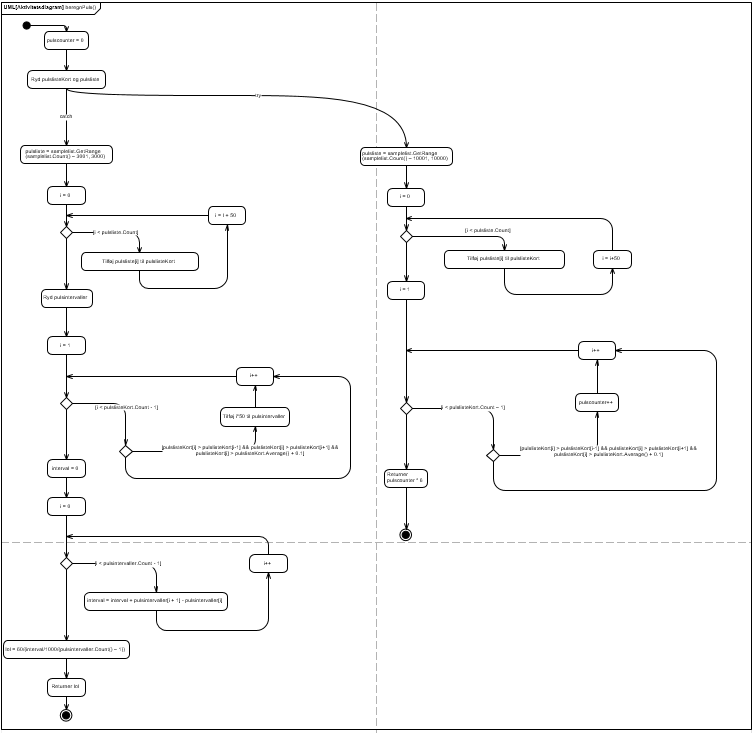 UML[Aktivitetsdiagram] beregnPuls()
pulscounter = 0
Ryd pulslisteKort og pulsliste
try
catch
pulsliste = samplelist.GetRange
(samplelist.Count() – 3001, 3000)
i = 0
i = i + 50
[i < pulsliste.Count]
Tilføj pulsliste[i] til pulslisteKort
Ryd pulsintervaller
i = 1
i++
[i < pulslisteKort.Count - 1]
Tilføj i*50 til pulsintervaller
[pulslisteKort[i] > pulslisteKort[i-1] && pulslisteKort[i] > pulslisteKort[i+1] &&
pulslisteKort[i] > pulslisteKort.Average() + 0.1]
interval = 0
i = 0
i++
[i < pulsintervaller.Count - 1]
interval = interval + pulsintervaller[i + 1] - pulsintervaller[i]
= 60/(interval/1000/(pulsintervaller.Count() – 1))
Returner
pulsliste = samplelist.GetRange
(samplelist.Count() – 10001, 10000)
i = 0
[i < pulsliste.Count]
Tilføj pulsliste[i] til pulslisteKort
i = i+50
i = 1
i++
pulscounter++
[i < pulslisteKort.Count – 1]
[pulslisteKort[i] > pulslisteKort[i-1] && pulslisteKort[i] > pulslisteKort[i+1] &&
pulslisteKort[i] > pulslisteKort.Average() + 0.1]
Returner
pulscounter * 6